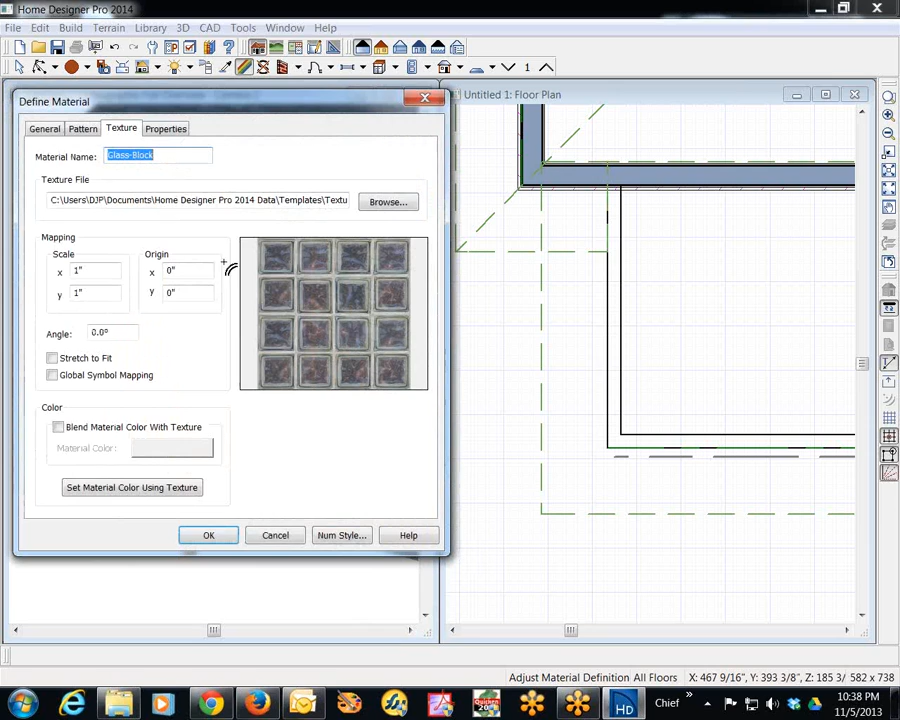 Home Designer Pro 2014
File Edit Build Terrain Library 3D CAD Tools Window Help
1
Define Material
Untitled 1: Floor Plan
General Pattern Texture Properties
Material Name: Glass-Block
Texture File
C:\Users\DJP\Documents\Home Designer Pro 2014 Data\Templates\Textu
Browse...
Mapping
Scale Origin
x 1" x 0"
y 1" y 0"
Angle: 0.0°
Stretch to Fit
Global Symbol Mapping
Color
Blend Material Color With Texture
Material Color:
Set Material Color Using Texture
OK Cancel Num Style... Help
Adjust Material Definition All Floors X: 467 9/16", Y: 393 3/8", Z: 185 3/ 582 x 738
Chief
10:38 PM
11/5/2013